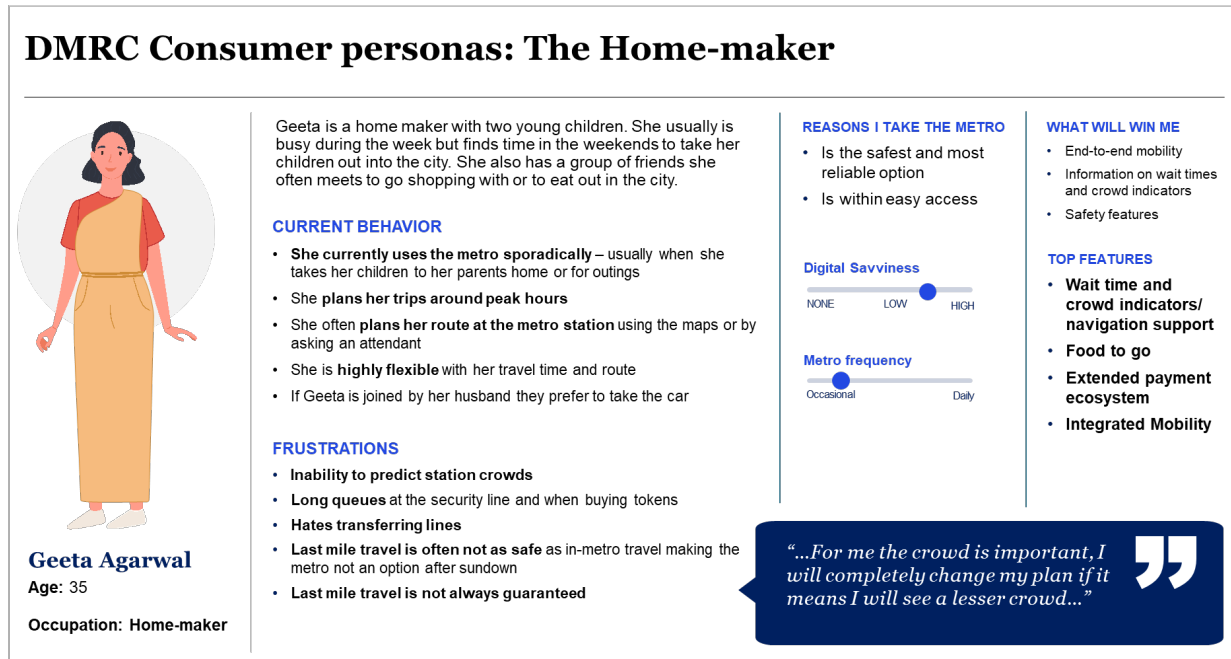 DMRC Consumer personas: The Home-maker
Geeta Agarwal
Age: 35
Occupation: Home-maker
Geeta is a home maker with two young children. She usually is
busy during the week but finds time in the weekends to take her
children out into the city. She also has a group of friends she
often meets to go shopping with or to eat out in the city.
CURRENT BEHAVIOR
• She currently uses the metro sporadically – usually when she
takes her children to her parents home or for outings
• She plans her trips around peak hours
• She often plans her route at the metro station using the maps or by
asking an attendant
• She is highly flexible with her travel time and route
• If Geeta is joined by her husband they prefer to take the car
FRUSTRATIONS
• Inability to predict station crowds
• Long queues at the security line and when buying tokens
• Hates transferring lines
• Last mile travel is often not as safe as in-metro travel making the
metro not an option after sundown
• Last mile travel is not always guaranteed
REASONS I TAKE THE METRO
• Is the safest and most
reliable option
• Is within easy access
Digital Savviness
NONE LOW HIGH
Metro frequency
Occasional Daily
WHAT WILL WIN ME
• End-to-end mobility
• Information on wait times
and crowd indicators
• Safety features
TOP FEATURES
• Wait time and
crowd indicators/
navigation support
• Food to go
• Extended payment
ecosystem
• Integrated Mobility
“...For me the crowd is important, I
will completely change my plan if it
means I will see a lesser crowd...”